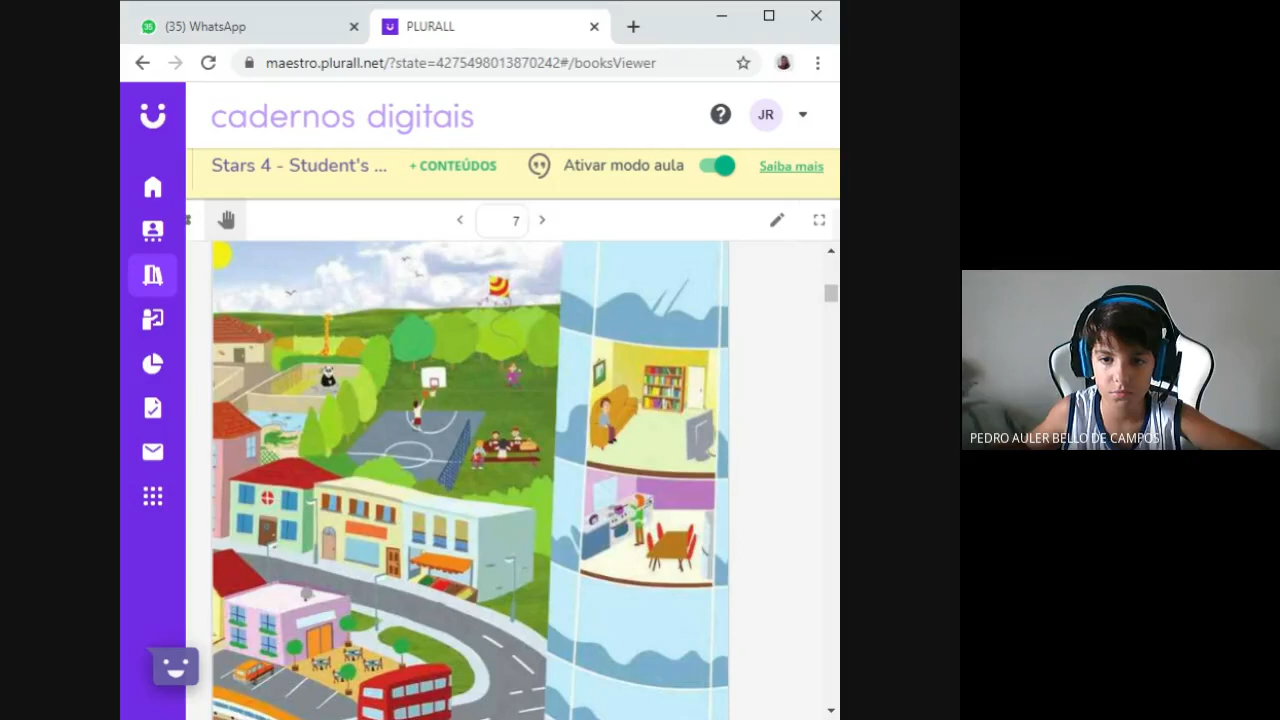 (35) WhatsApp
PLURALL
maestro.plurall.net/?state=4275498013870242#/booksViewer
cadernos digitais
JR
Stars 4 - Student's ...
+ CONTEÚDOS
Ativar modo aula
Saiba mais
7
PEDRO AULER BELLO DE CAMPOS